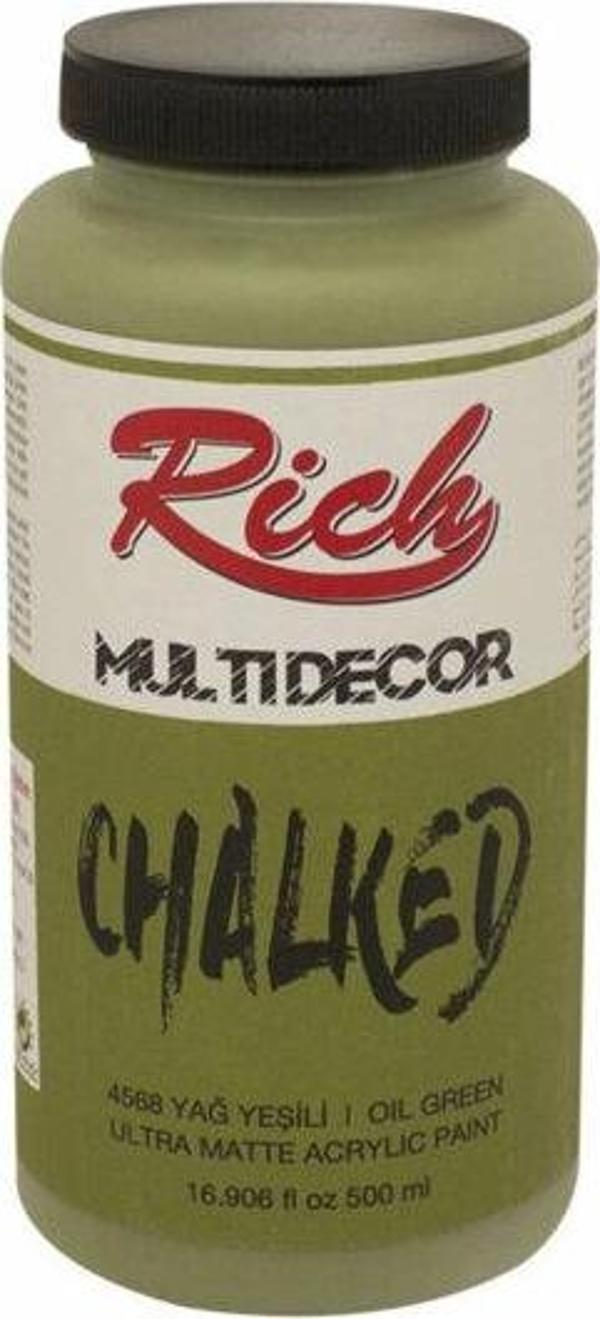 Rich
MULTIDECOR
CHALKED
4568 YAĞ YEŞİLİ | OIL GREEN
ULTRA MATTE ACRYLIC PAINT
16.906 fl oz 500 ml